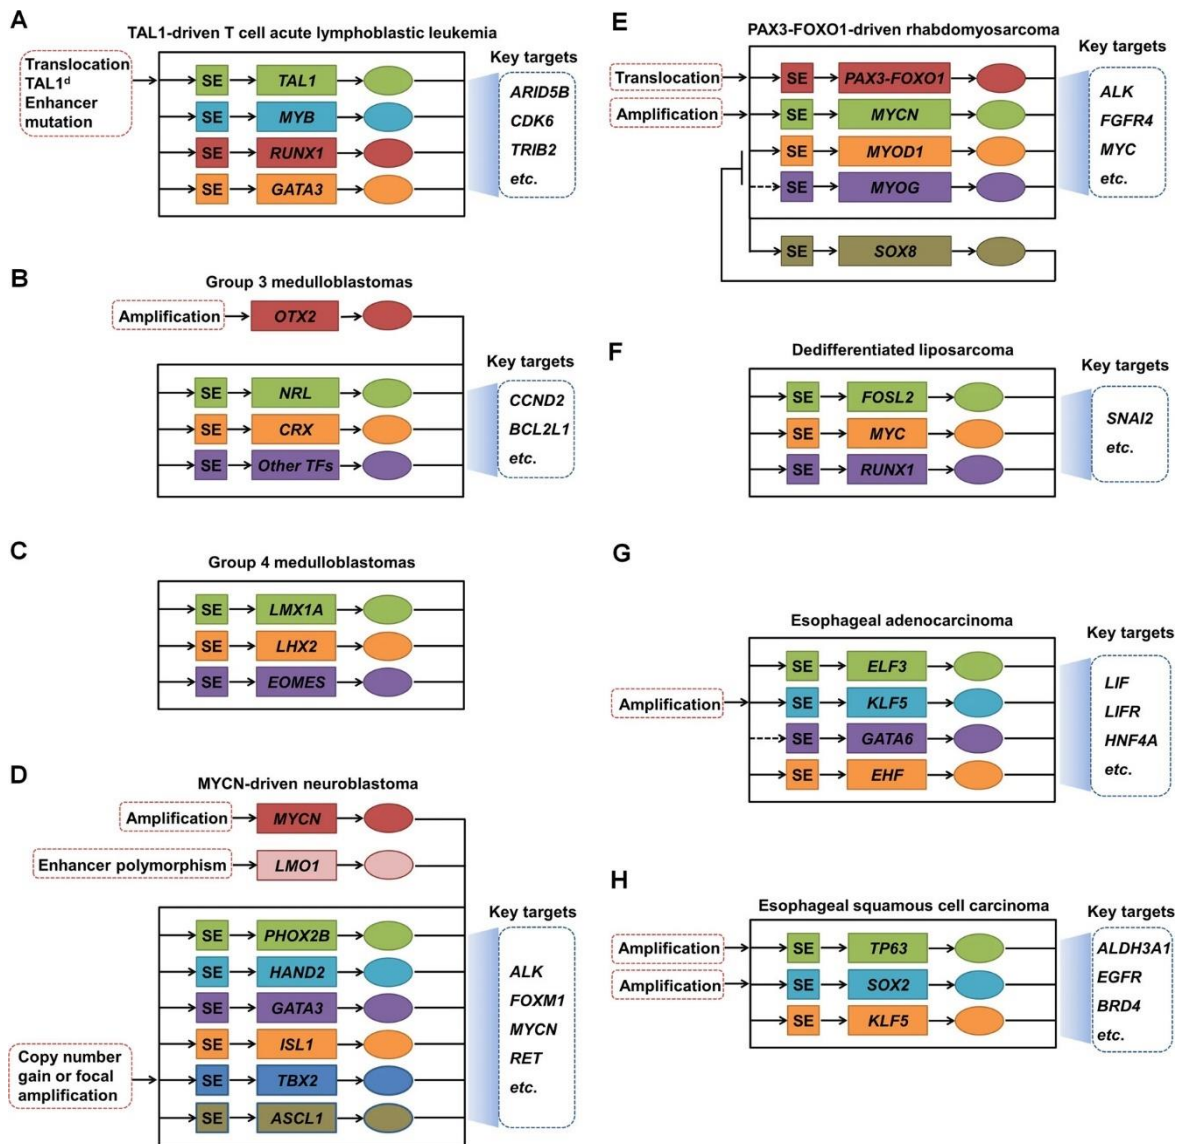 A
TAL1-driven T cell acute lymphoblastic leukemia
Translocation
TAL1ᵈ
Enhancer
mutation
SE TAL1
SE MYB
SE RUNX1
SE GATA3
Key targets
ARID5B
CDK6
TRIB2
etc.
B
Group 3 medulloblastomas
Amplification OTX2
SE NRL
SE CRX
SE Other TFs
Key targets
CCND2
BCL2L1
etc.
C
Group 4 medulloblastomas
SE LMX1A
SE LHX2
SE EOMES
D
MYCN-driven neuroblastoma
Amplification MYCN
Enhancer polymorphism LMO1
SE PHOX2B
SE HAND2
SE GATA3
SE ISL1
Copy number
gain or focal
amplification
SE TBX2
SE ASCL1
Key targets
ALK
FOXM1
MYCN
RET
etc.
E
PAX3-FOXO1-driven rhabdomyosarcoma
Translocation SE PAX3-FOXO1
Amplification SE MYCN
SE MYOD1
SE MYOG
SE SOX8
Key targets
ALK
FGFR4
MYC
etc.
F
Dedifferentiated liposarcoma
SE FOSL2
SE MYC
SE RUNX1
Key targets
SNAI2
etc.
G
Esophageal adenocarcinoma
SE ELF3
Amplification SE KLF5
SE GATA6
SE EHF
Key targets
LIF
LIFR
HNF4A
etc.
H
Esophageal squamous cell carcinoma
Amplification SE TP63
Amplification SE SOX2
SE KLF5
Key targets
ALDH3A1
EGFR
BRD4
etc.